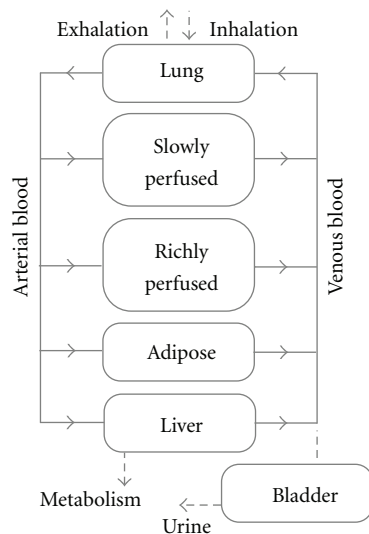 Exhalation
Inhalation
Lung
Slowly
perfused
Richly
perfused
Adipose
Liver
Arterial blood
Venous blood
Metabolism
Bladder
Urine